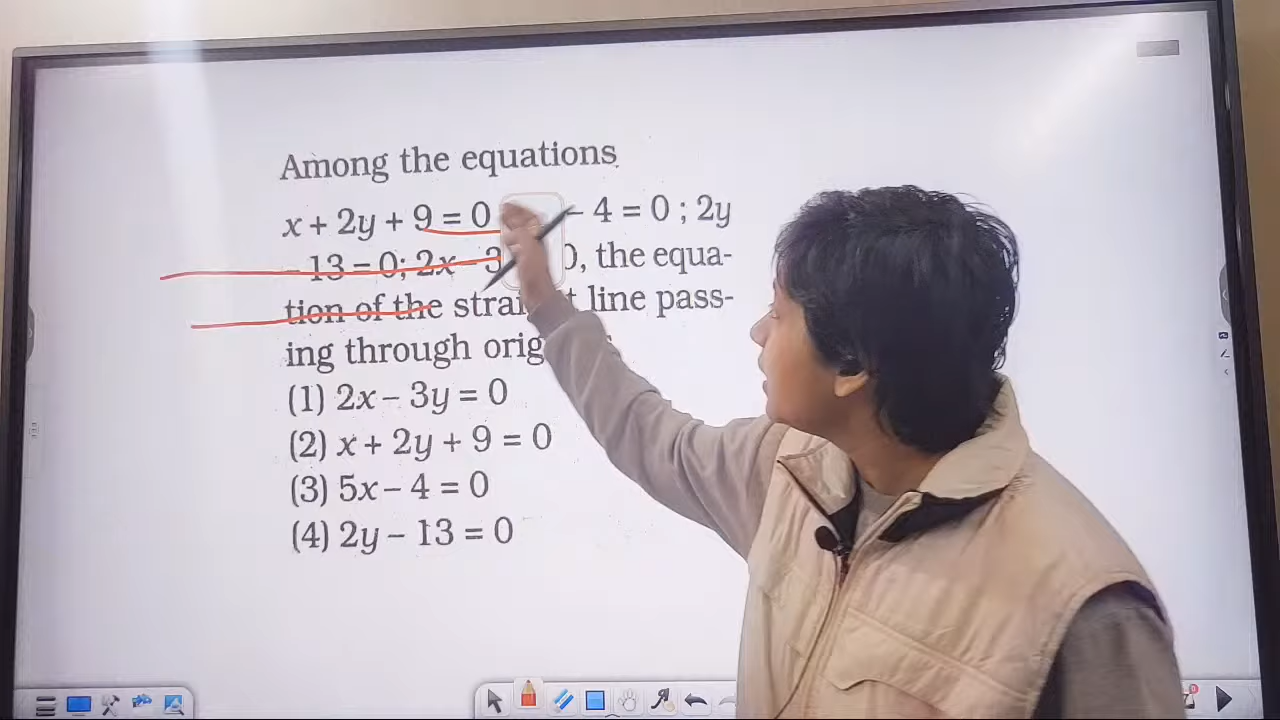 Among the equations
x + 2y + 9 = 0 – 4 = 0 ; 2y
– 13 = 0; 2x – 3 0, the equa-
tion of the straight line pass-
ing through orig
(1) 2x – 3y = 0
(2) x + 2y + 9 = 0
(3) 5x – 4 = 0
(4) 2y – 13 = 0